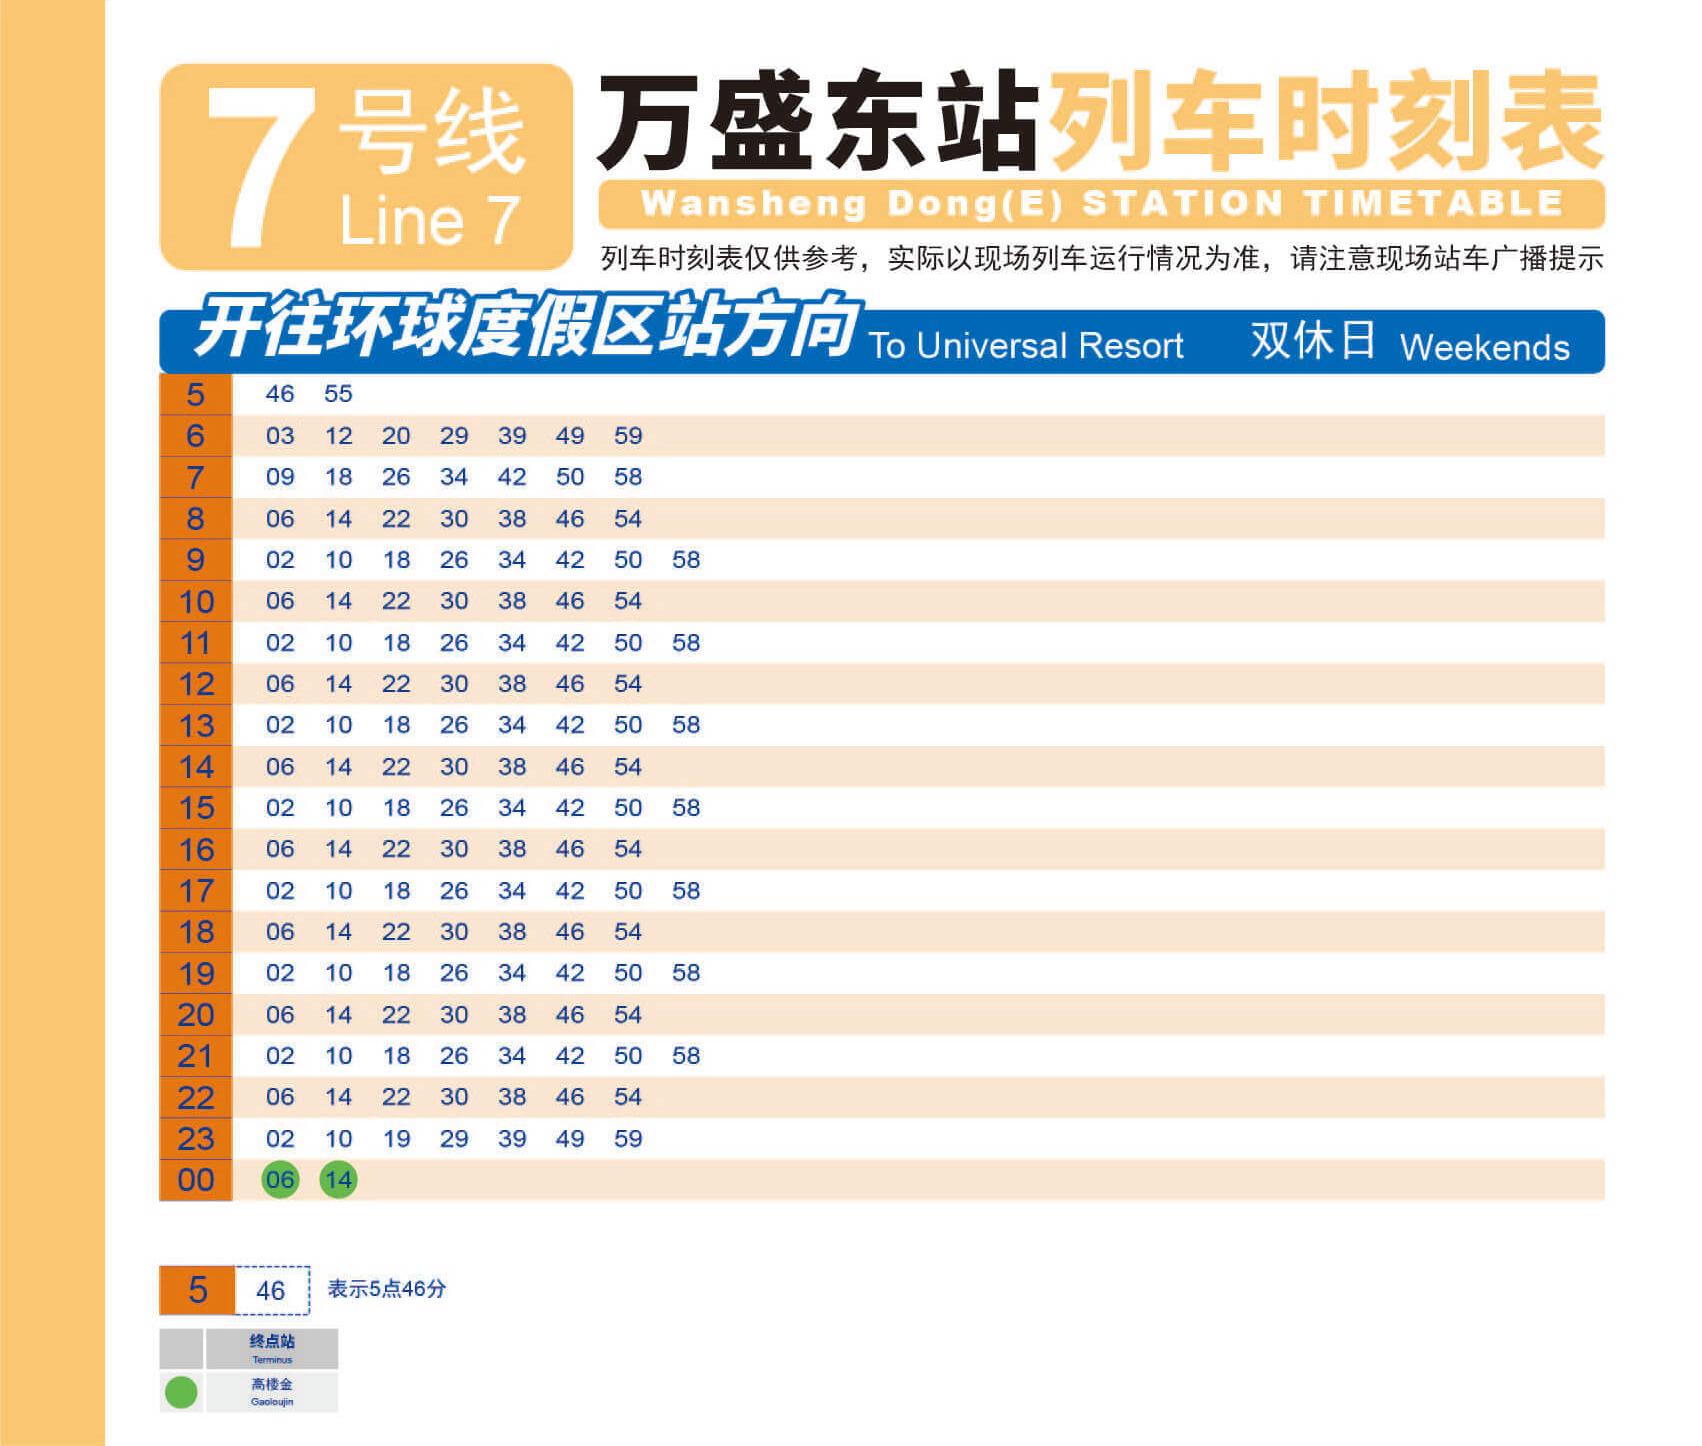 7 号线
Line 7
万盛东站列车时刻表
Wansheng Dong(E) STATION TIMETABLE
列车时刻表仅供参考，实际以现场列车运行情况为准，请注意现场站车广播提示
开往环球度假区站方向 To Universal Resort 双休日 Weekends
5 46 55
6 03 12 20 29 39 49 59
7 09 18 26 34 42 50 58
8 06 14 22 30 38 46 54
9 02 10 18 26 34 42 50 58
10 06 14 22 30 38 46 54
11 02 10 18 26 34 42 50 58
12 06 14 22 30 38 46 54
13 02 10 18 26 34 42 50 58
14 06 14 22 30 38 46 54
15 02 10 18 26 34 42 50 58
16 06 14 22 30 38 46 54
17 02 10 18 26 34 42 50 58
18 06 14 22 30 38 46 54
19 02 10 18 26 34 42 50 58
20 06 14 22 30 38 46 54
21 02 10 18 26 34 42 50 58
22 06 14 22 30 38 46 54
23 02 10 19 29 39 49 59
00 06 14
5 46 表示5点46分
终点站
Terminus
高楼金
Gaoloujin